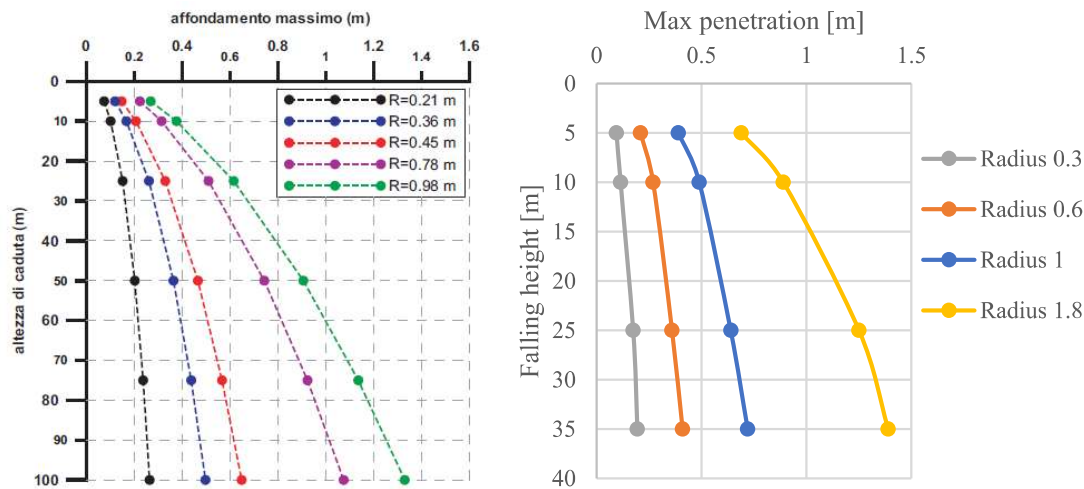 affondamento massimo (m)
0 0.4 0.8 1.2 1.6
0.2 0.6 1 1.4
altezza di caduta (m)
0
10
20
30
40
50
60
70
80
90
100
R=0.21 m
R=0.36 m
R=0.45 m
R=0.78 m
R=0.98 m
Max penetration [m]
0 0.5 1 1.5
Falling height [m]
0
5
10
15
20
25
30
35
40
Radius 0.3
Radius 0.6
Radius 1
Radius 1.8